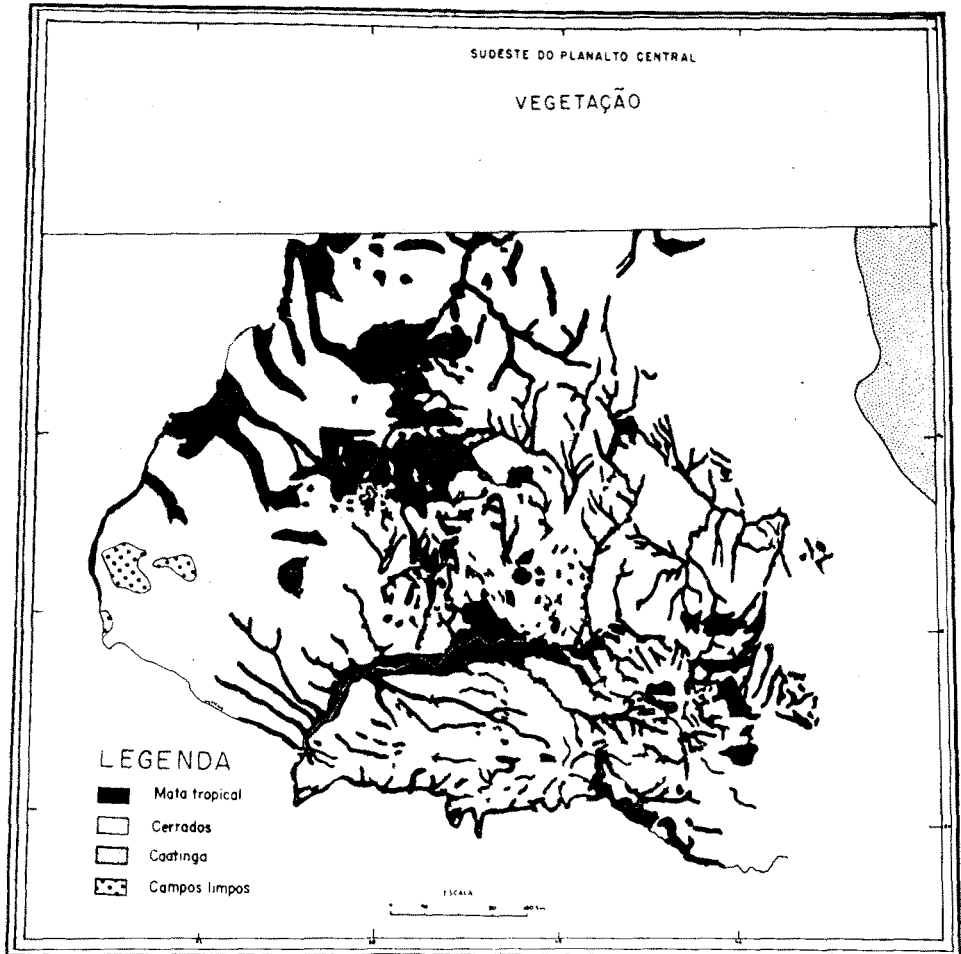 SUDESTE DO PLANALTO CENTRAL
VEGETAÇÃO
LEGENDA
Mata tropical
Cerrados
Caatinga
Campos limpos
ESCALA